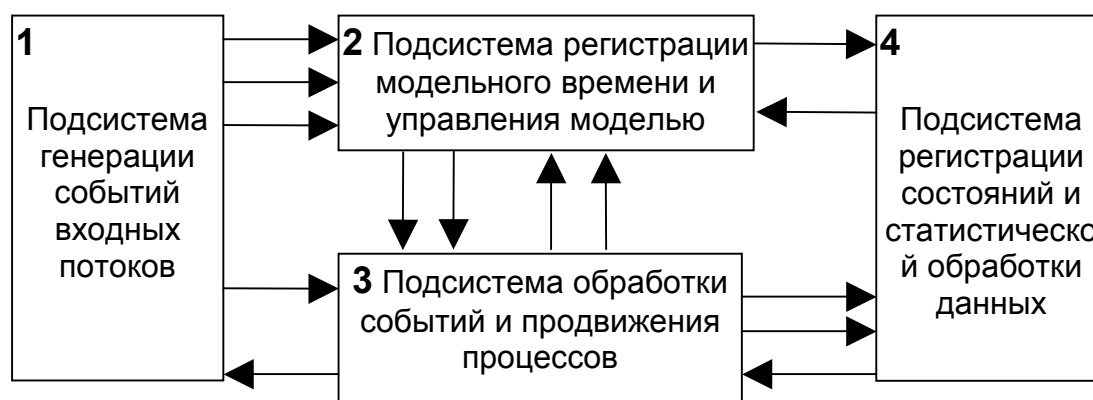 1
Подсистема
генерации
событий
входных
потоков
2 Подсистема регистрации
модельного времени и
управления моделью
3 Подсистема обработки
событий и продвижения
процессов
4
Подсистема
регистрации
состояний и
статистическо
й обработки
данных